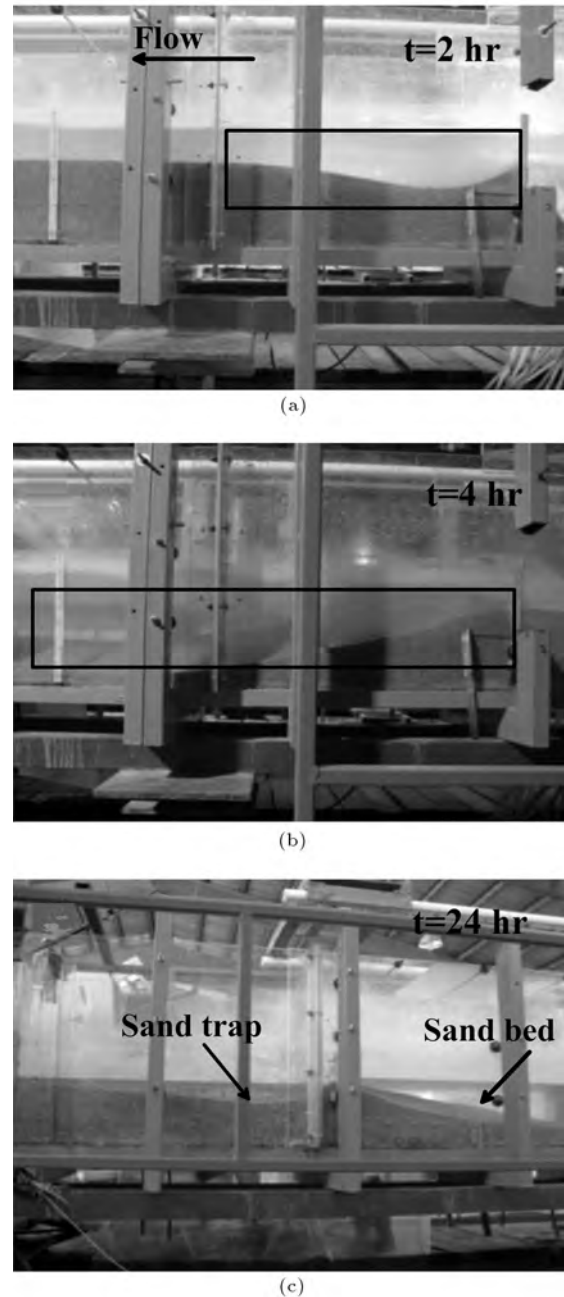 Flow
t=2 hr
(a)
t=4 hr
(b)
t=24 hr
Sand trap
Sand bed
(c)